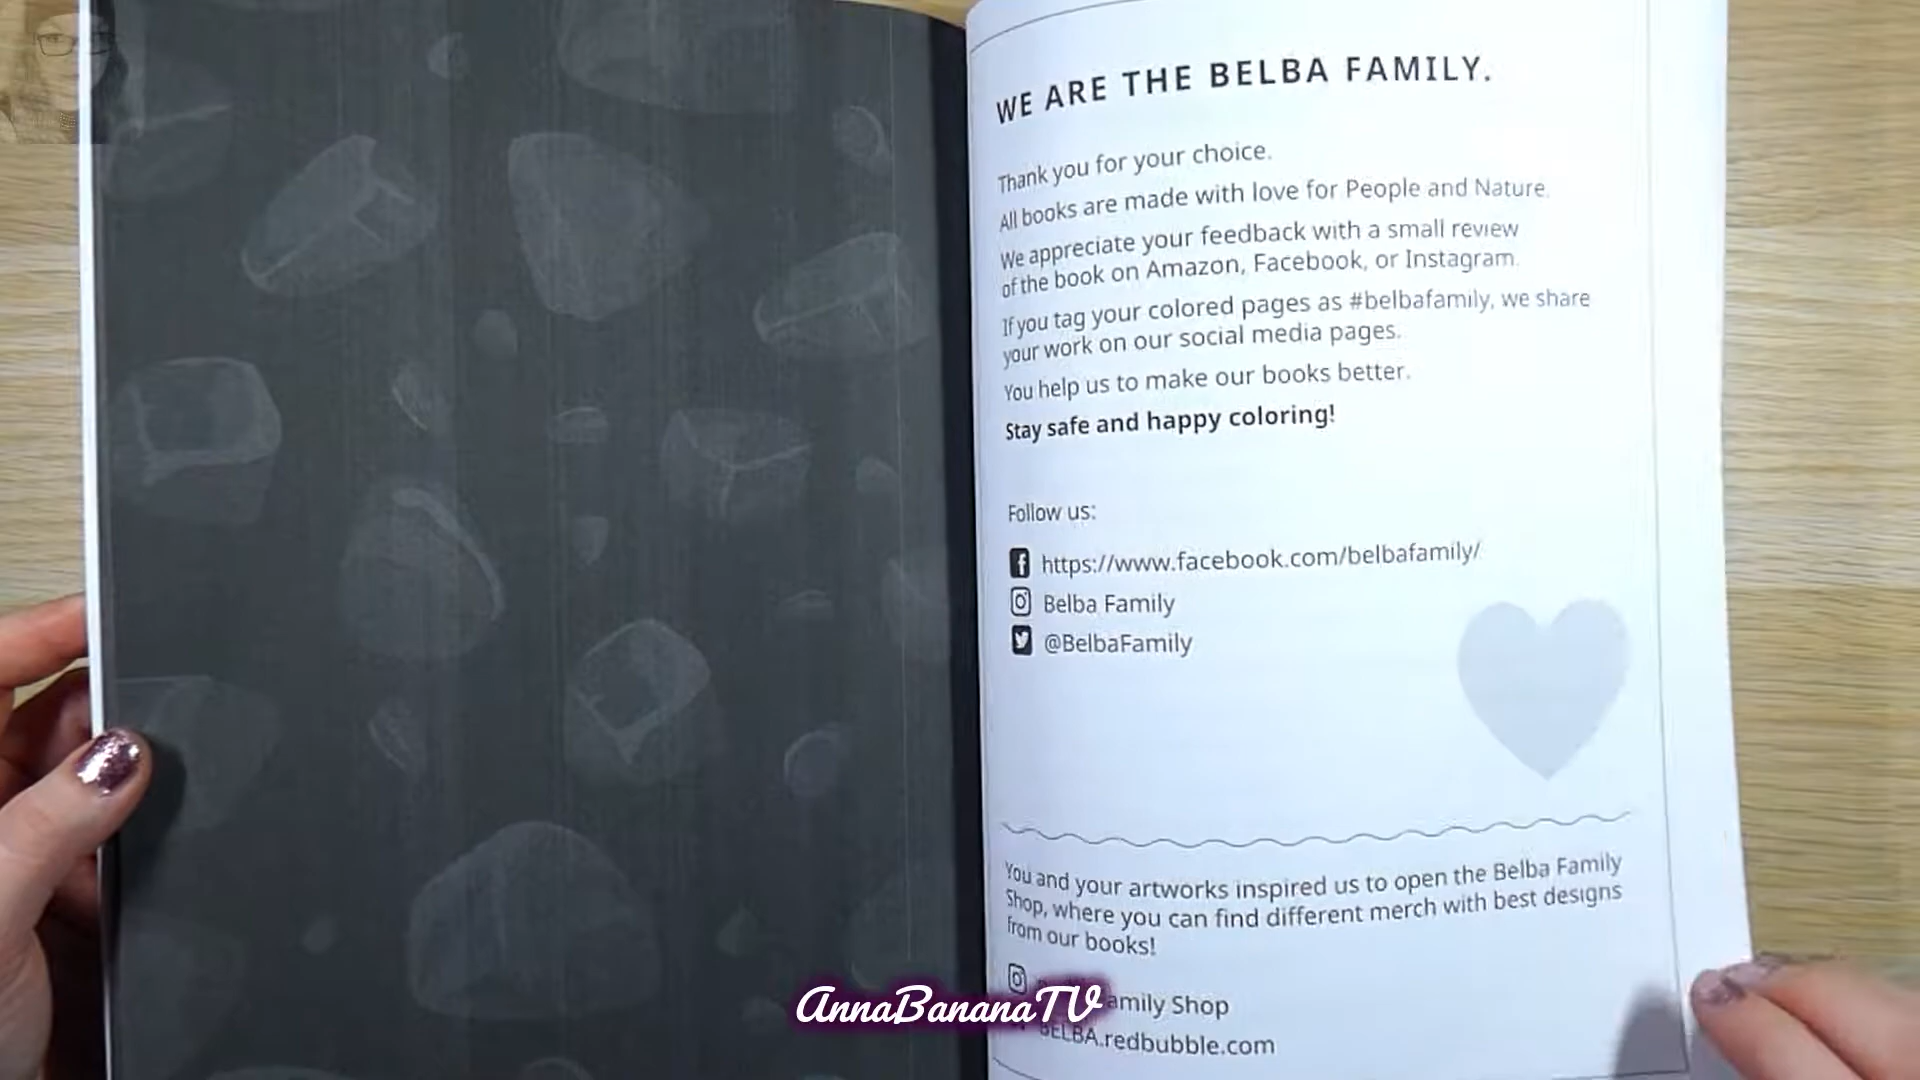 WE ARE THE BELBA FAMILY.
Thank you for your choice.
All books are made with love for People and Nature.
We appreciate your feedback with a small review
of the book on Amazon, Facebook, or Instagram.
If you tag your colored pages as #belbafamily, we share
your work on our social media pages.
You help us to make our books better.
Stay safe and happy coloring!
Follow us:
https://www.facebook.com/belbafamily/
Belba Family
@BelbaFamily
You and your artworks inspired us to open the Belba Family
Shop, where you can find different merch with best designs
from our books!
Shop
BELBA.redbubble.com
AnnaBananaTV